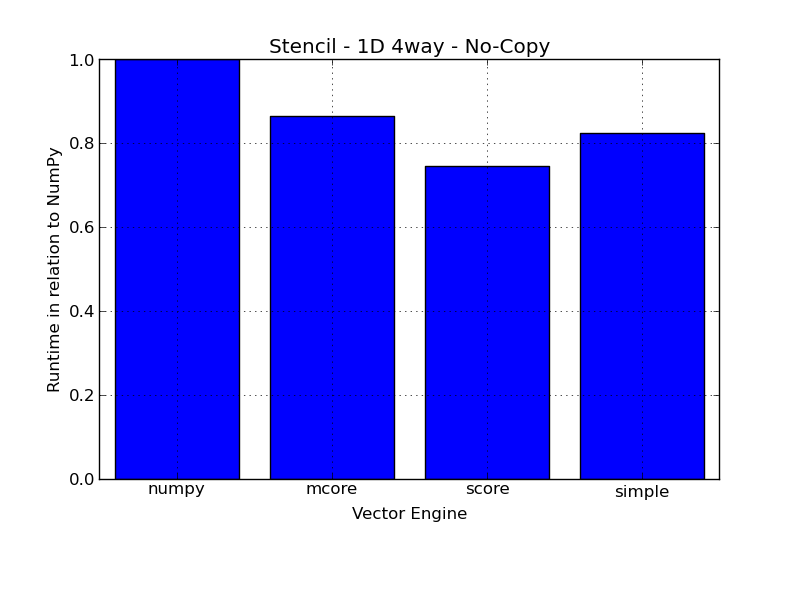 Stencil - 1D 4way - No-Copy
Runtime in relation to NumPy
1.0
0.8
0.6
0.4
0.2
0.0
numpy mcore score simple
Vector Engine